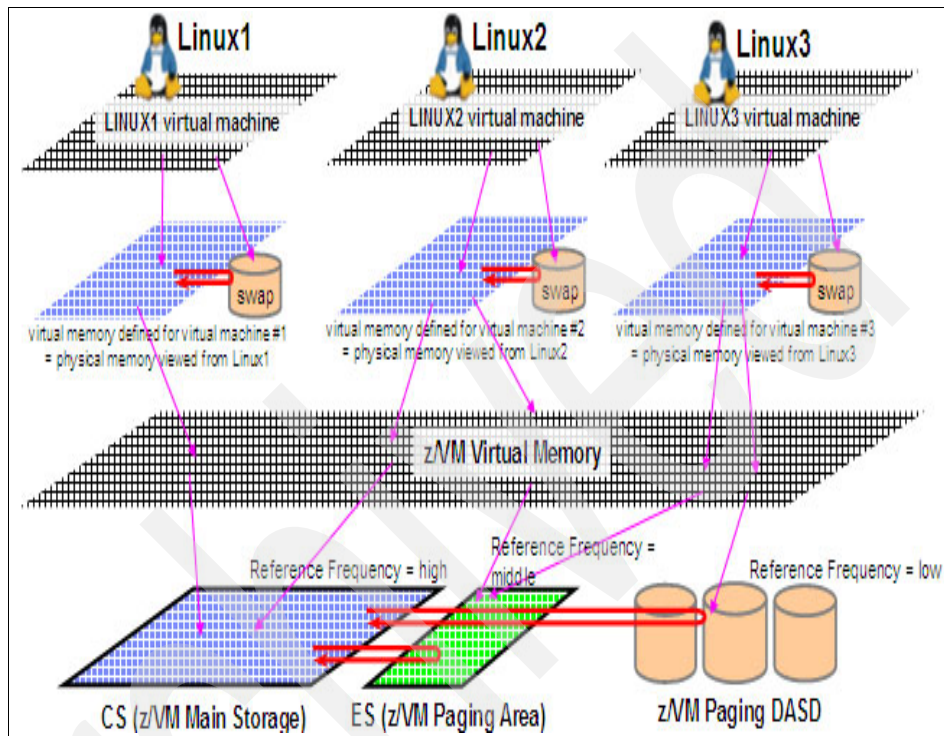 Linux1
Linux2
Linux3
LINUX1 virtual machine
LINUX2 virtual machine
LINUX3 virtual machine
swap
swap
swap
virtual memory defined for virtual machine #1
= physical memory viewed from Linux1
virtual memory defined for virtual machine #2
= physical memory viewed from Linux2
virtual memory defined for virtual machine #3
= physical memory viewed from Linux3
z/VM Virtual Memory
Reference Frequency = high
Reference Frequency =
middle
Reference Frequency = low
CS (z/VM Main Storage)
ES (z/VM Paging Area)
z/VM Paging DASD